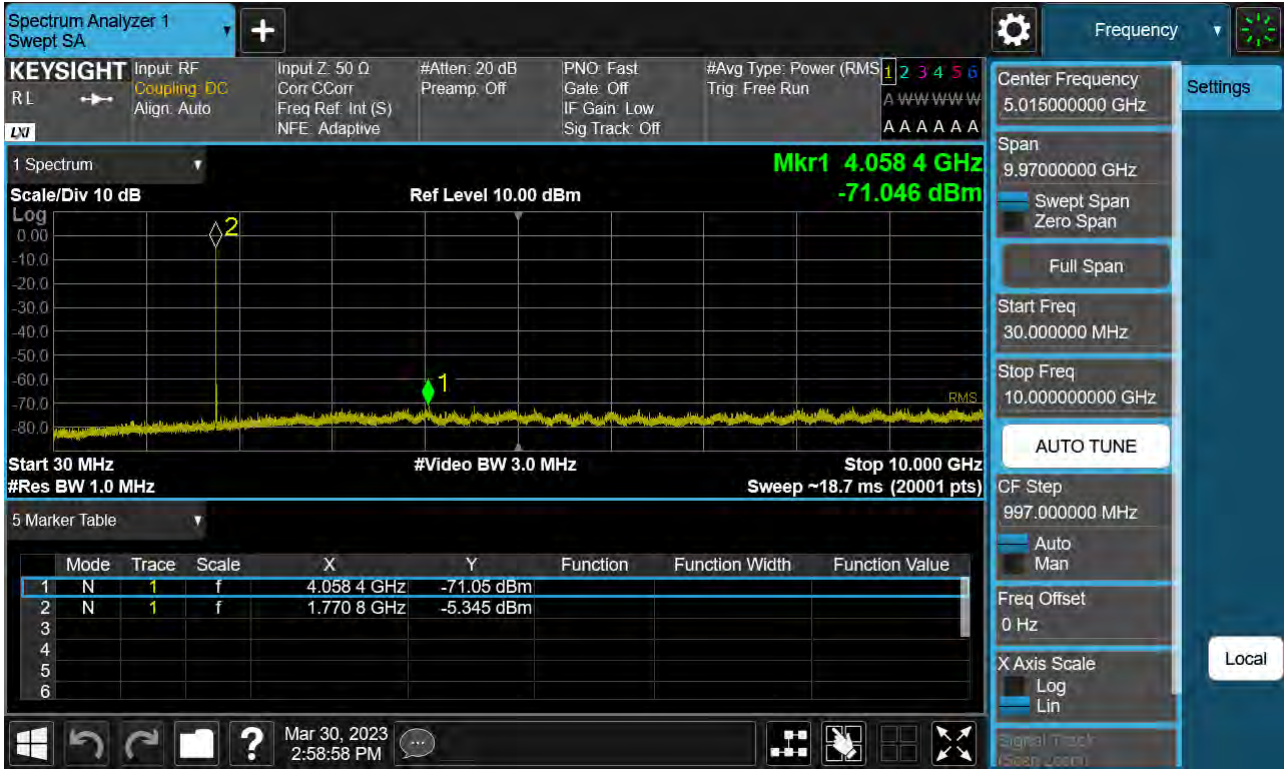 Spectrum Analyzer 1
Swept SA
Frequency
KEYSIGHT
RL
LXI
Input: RF
Coupling: DC
Align: Auto
Input Z: 50 Ω
Corr CCorr
Freq Ref: Int (S)
NFE: Adaptive
#Atten: 20 dB
Preamp: Off
PNO: Fast
Gate: Off
IF Gain: Low
Sig Track: Off
#Avg Type: Power (RMS
Trig: Free Run
1 2 3 4 5 6
A W W W W W
A A A A A A
1 Spectrum
Mkr1 4.058 4 GHz
-71.046 dBm
Scale/Div 10 dB
Ref Level 10.00 dBm
Log
0.00
-10.0
-20.0
-30.0
-40.0
-50.0
-60.0
-70.0
-80.0
2
1
RMS
Start 30 MHz
#Video BW 3.0 MHz
Stop 10.000 GHz
#Res BW 1.0 MHz
Sweep ~18.7 ms (20001 pts)
5 Marker Table
Mode Trace Scale X Y Function Function Width Function Value
1 N 1 f 4.058 4 GHz -71.05 dBm
2 N 1 f 1.770 8 GHz -5.345 dBm
3
4
5
6
Mar 30, 2023
2:58:58 PM
?
Center Frequency
5.015000000 GHz
Settings
Span
9.97000000 GHz
Swept Span
Zero Span
Full Span
Start Freq
30.000000 MHz
Stop Freq
10.000000000 GHz
AUTO TUNE
CF Step
997.000000 MHz
Auto
Man
Freq Offset
0 Hz
X Axis Scale
Log
Lin
Local
Signal Track
(Span Zoom)